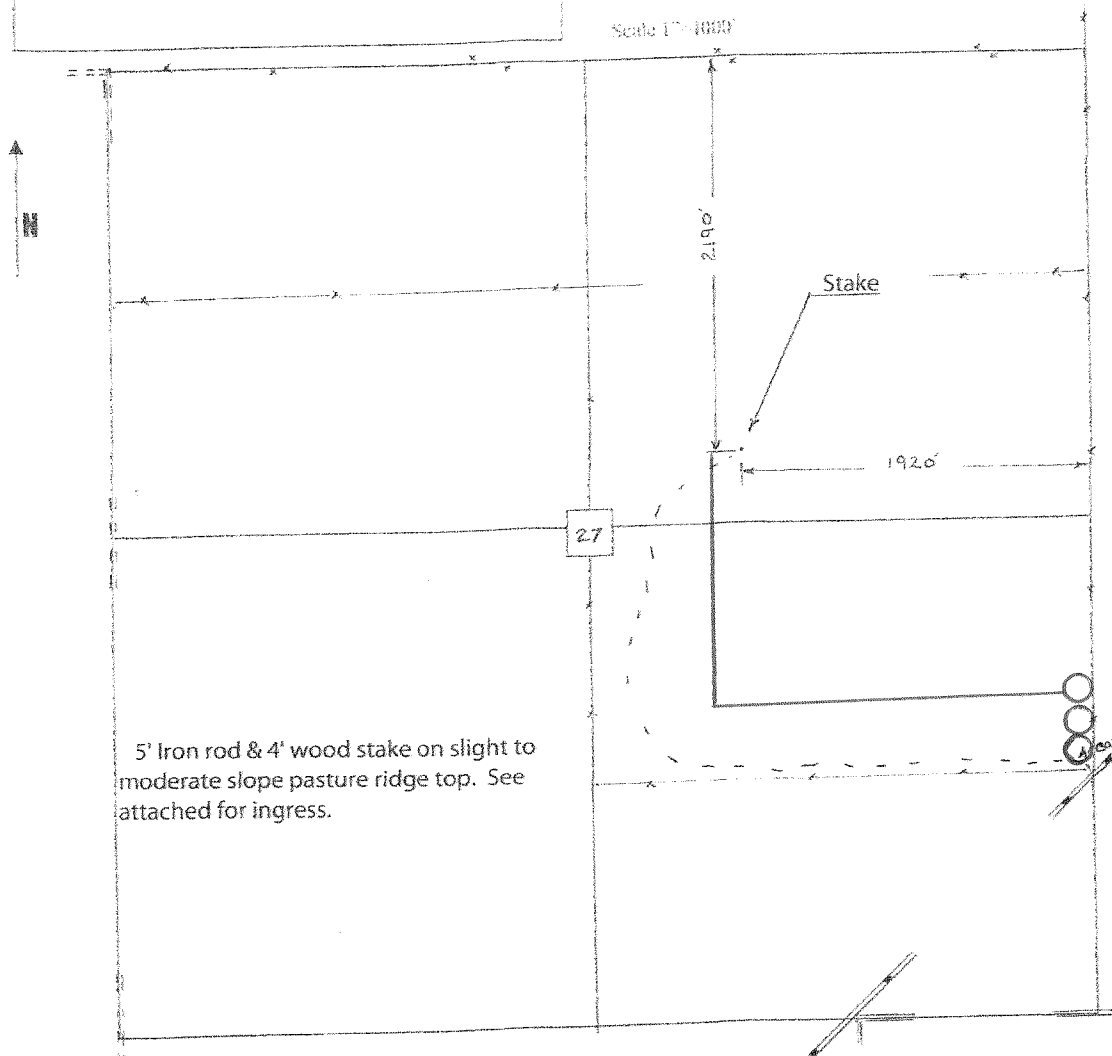 Scale 1"=1000'
N
2190'
Stake
1920'
27
5' Iron rod & 4' wood stake on slight to
moderate slope pasture ridge top. See
attached for ingress.
A